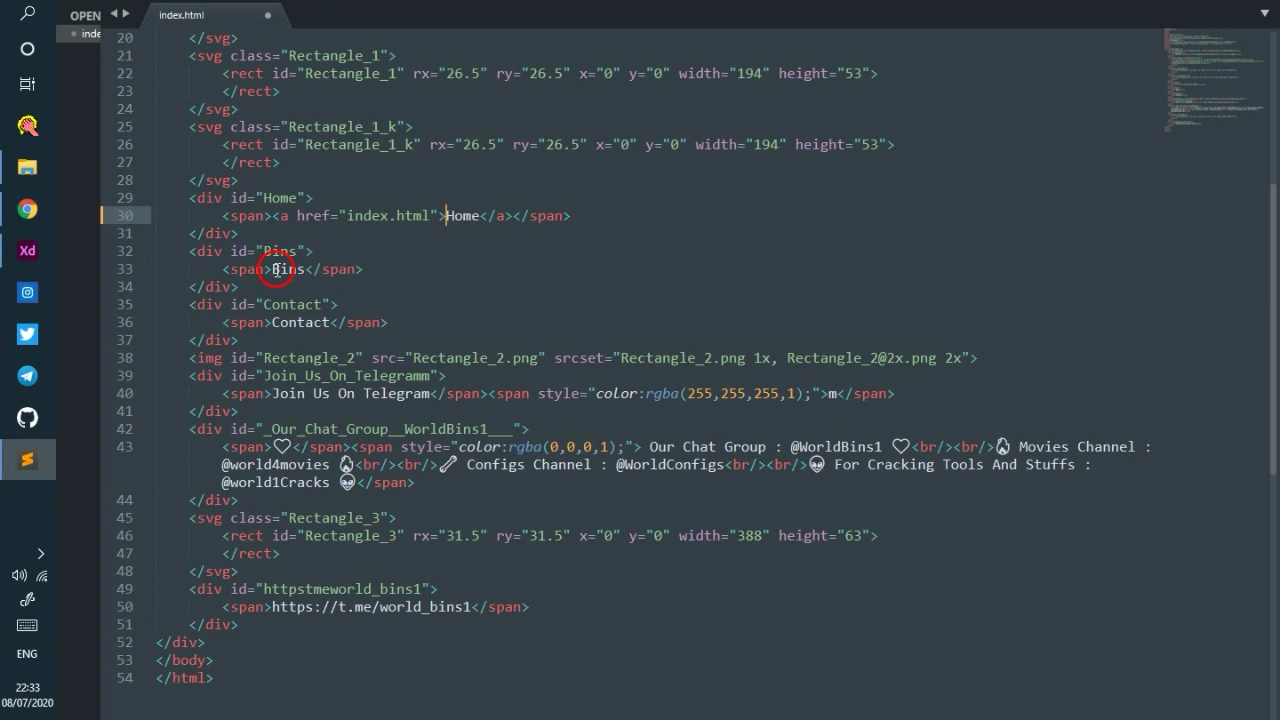 OPEN
index.html
inde
20 </svg>
21 <svg class="Rectangle_1">
22 <rect id="Rectangle_1" rx="26.5" ry="26.5" x="0" y="0" width="194" height="53">
23 </rect>
24 </svg>
25 <svg class="Rectangle_1_k">
26 <rect id="Rectangle_1_k" rx="26.5" ry="26.5" x="0" y="0" width="194" height="53">
27 </rect>
28 </svg>
29 <div id="Home">
30 <span><a href="index.html">Home</a></span>
31 </div>
32 <div id="Bins">
33 <span>Bins</span>
34 </div>
35 <div id="Contact">
36 <span>Contact</span>
37 </div>
38 <img id="Rectangle_2" src="Rectangle_2.png" srcset="Rectangle_2.png 1x, Rectangle_2@2x.png 2x">
39 <div id="Join_Us_On_Telegramm">
40 <span>Join Us On Telegram</span><span style="color:rgba(255,255,255,1);">m</span>
41 </div>
42 <div id="_Our_Chat_Group__WorldBins1___">
43 <span>♡</span><span style="color:rgba(0,0,0,1);"> Our Chat Group : @WorldBins1 ♡<br/><br/>🔥 Movies Channel :
@world4movies 🔥<br/><br/>🦴 Configs Channel : @WorldConfigs<br/><br/>💀 For Cracking Tools And Stuffs :
@world1Cracks 💀</span>
44 </div>
45 <svg class="Rectangle_3">
46 <rect id="Rectangle_3" rx="31.5" ry="31.5" x="0" y="0" width="388" height="63">
47 </rect>
48 </svg>
49 <div id="httpstmeworld_bins1">
50 <span>https://t.me/world_bins1</span>
51 </div>
52 </div>
53 </body>
54 </html>
Xd
ENG
22:33
08/07/2020